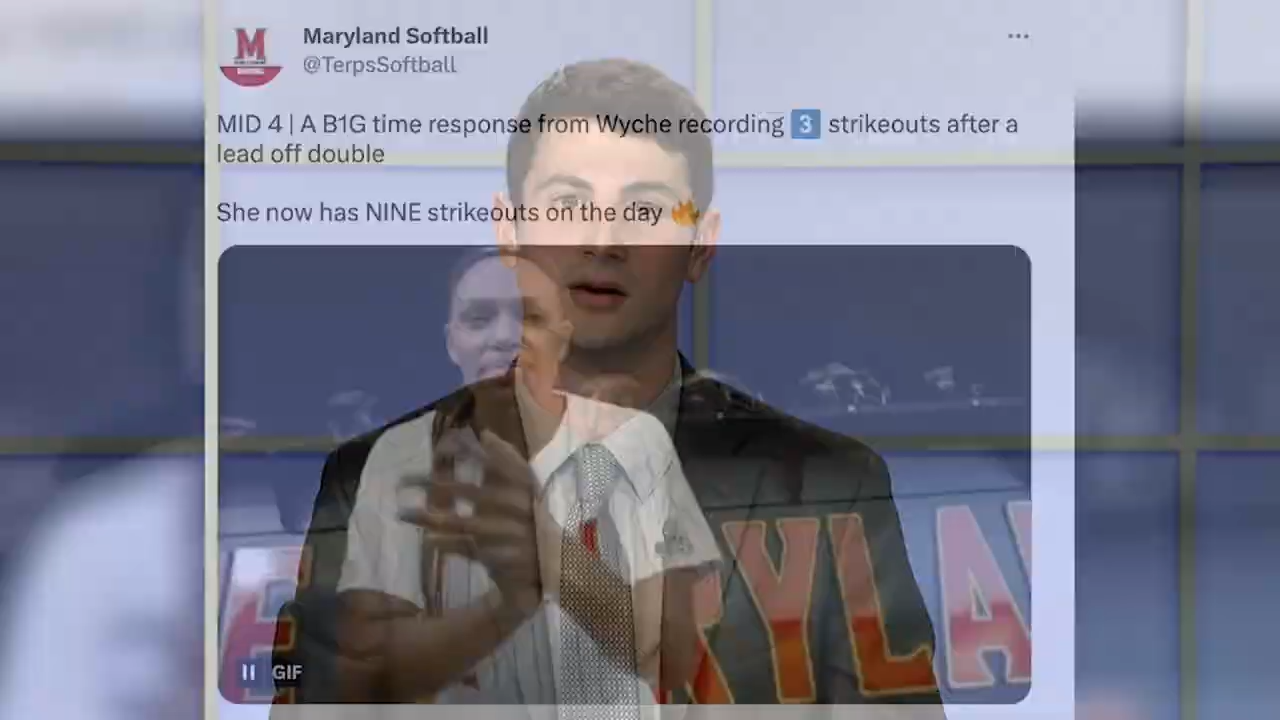 M
Maryland Softball
@TerpsSoftball
MID 4 | A B1G time response from Wyche recording 3 strikeouts after a
lead off double
She now has NINE strikeouts on the day 🔥
RYLA
GIF